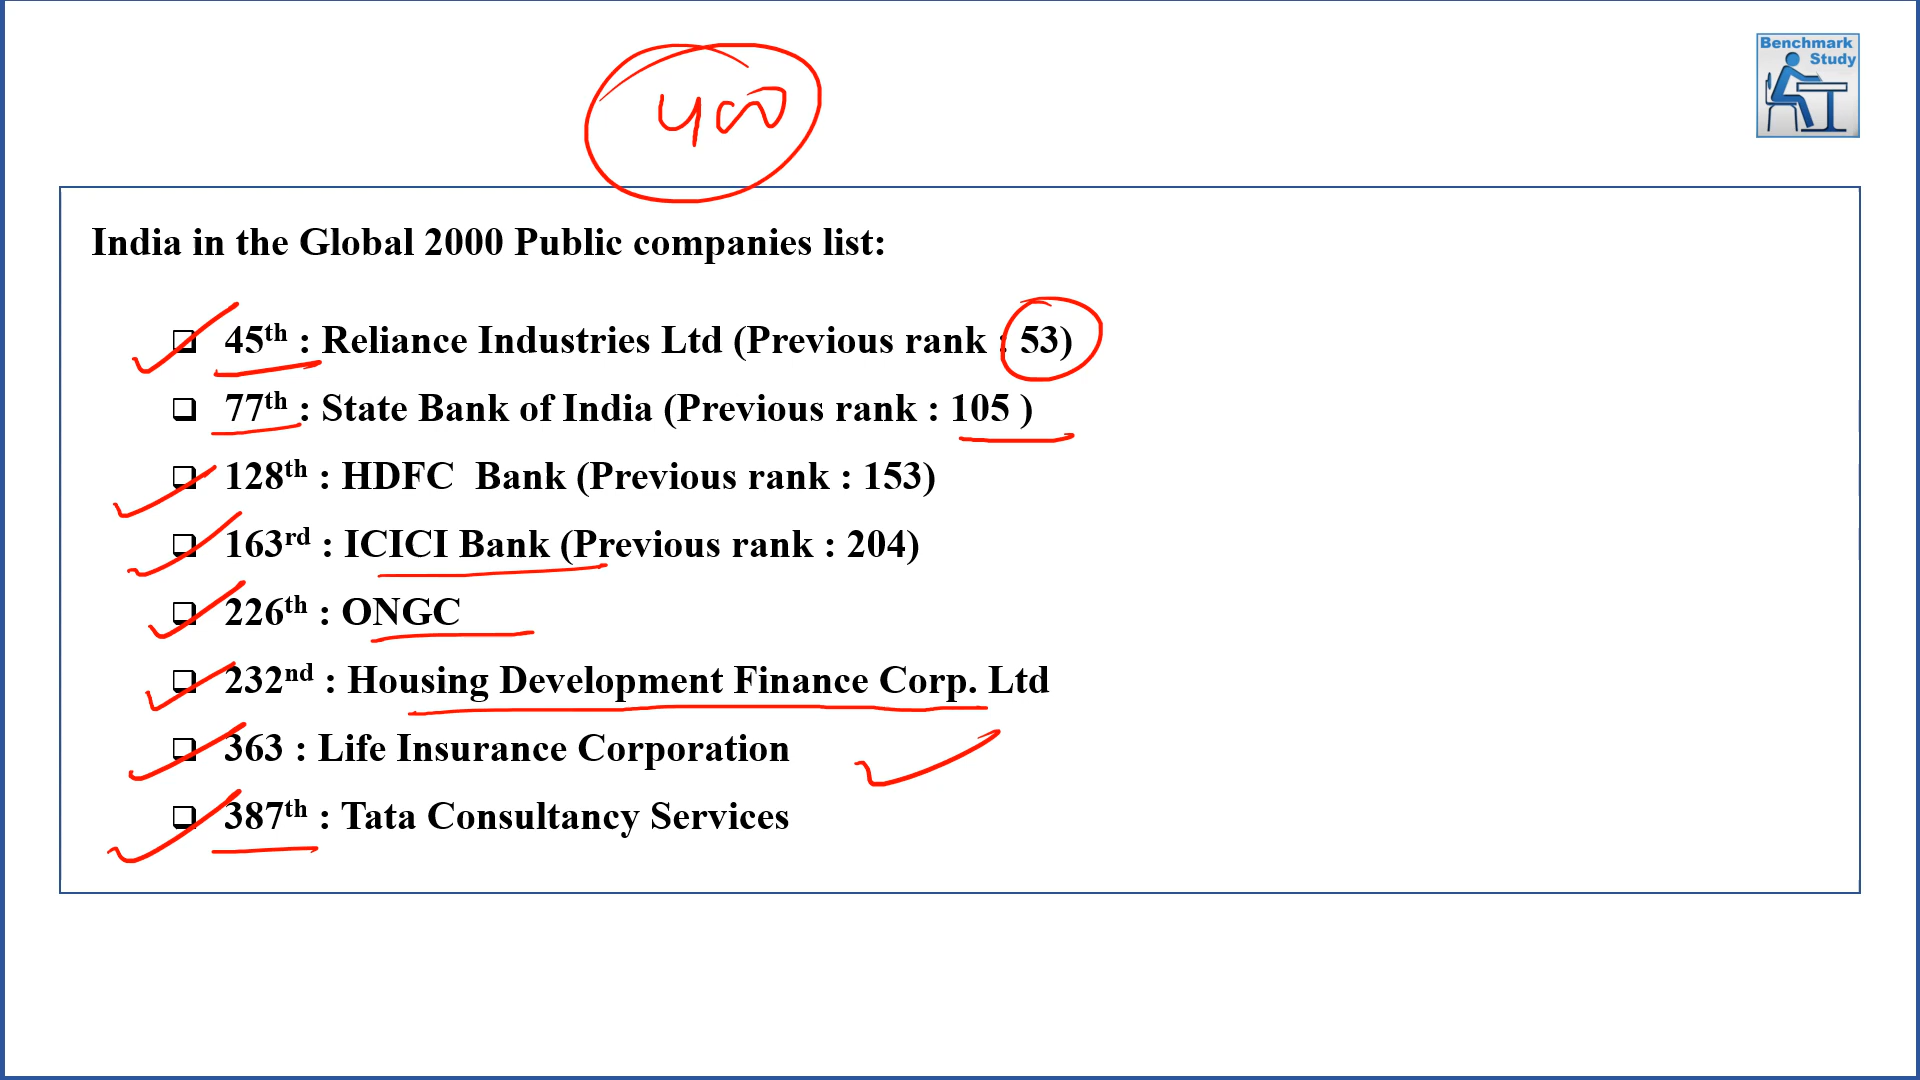 400
Benchmark
Study
India in the Global 2000 Public companies list:
45th : Reliance Industries Ltd (Previous rank : 53)
77th : State Bank of India (Previous rank : 105 )
128th : HDFC Bank (Previous rank : 153)
163rd : ICICI Bank (Previous rank : 204)
226th : ONGC
232nd : Housing Development Finance Corp. Ltd
363 : Life Insurance Corporation
387th : Tata Consultancy Services